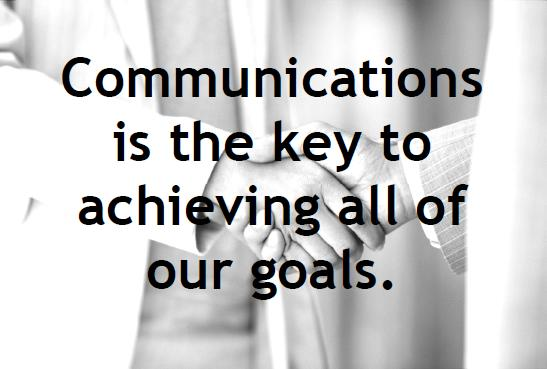 Communications
is the key to
achieving all of
our goals.